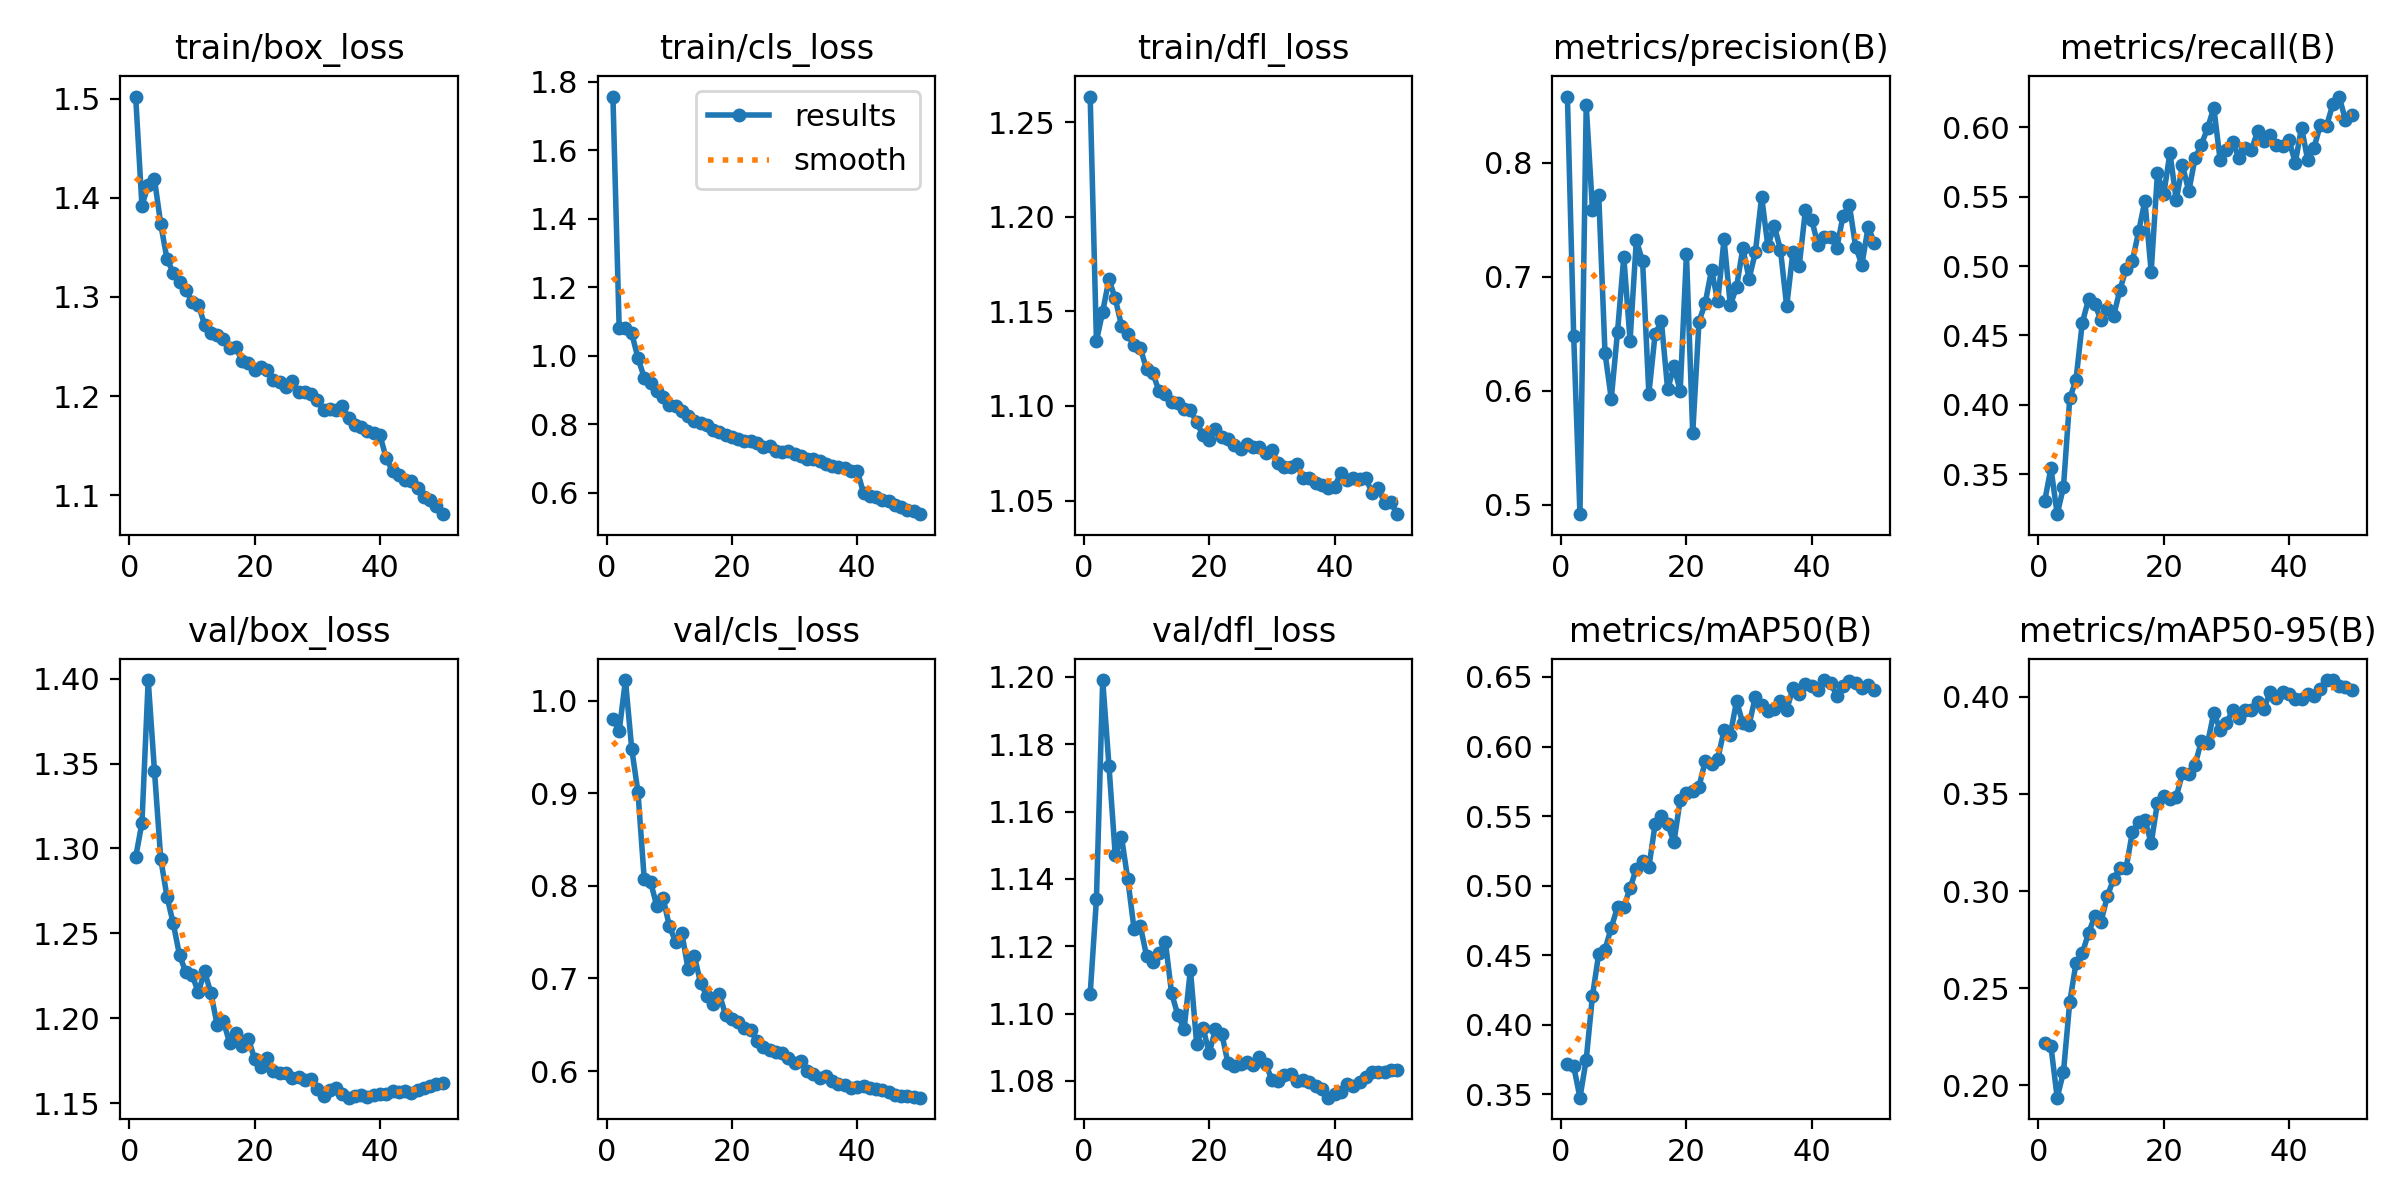 train/box_loss
train/cls_loss
train/dfl_loss
metrics/precision(B)
metrics/recall(B)
1.5
1.4
1.3
1.2
1.1
0 20 40
1.8
1.6
1.4
1.2
1.0
0.8
0.6
0 20 40
results
smooth
1.25
1.20
1.15
1.10
1.05
0 20 40
0.8
0.7
0.6
0.5
0 20 40
0.60
0.55
0.50
0.45
0.40
0.35
0 20 40
val/box_loss
val/cls_loss
val/dfl_loss
metrics/mAP50(B)
metrics/mAP50-95(B)
1.40
1.35
1.30
1.25
1.20
1.15
0 20 40
1.0
0.9
0.8
0.7
0.6
0 20 40
1.20
1.18
1.16
1.14
1.12
1.10
1.08
0 20 40
0.65
0.60
0.55
0.50
0.45
0.40
0.35
0 20 40
0.40
0.35
0.30
0.25
0.20
0 20 40